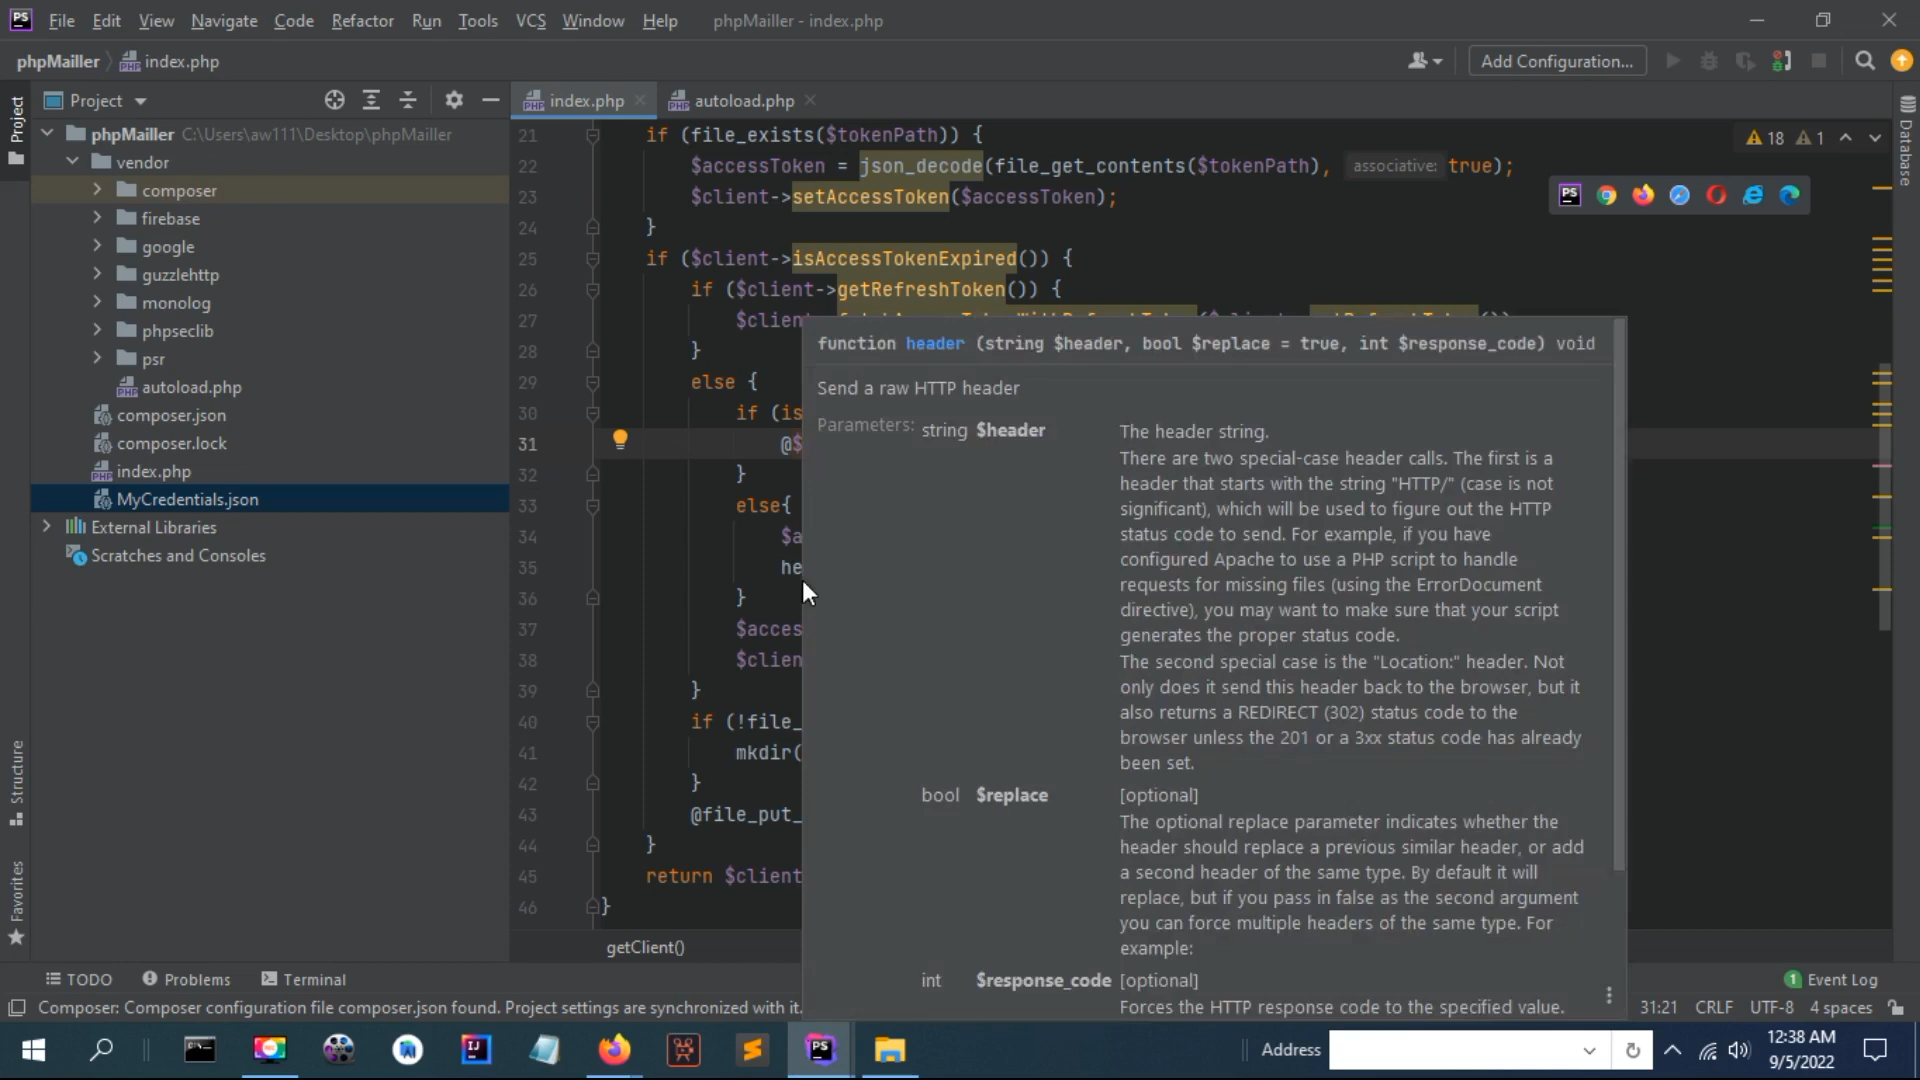 PS File Edit View Navigate Code Refactor Run Tools VCS Window Help phpMailler - index.php
phpMailler index.php Add Configuration...
Project index.php autoload.php
Project
Structure
Favorites
Database
phpMailler C:\Users\aw111\Desktop\phpMailler
vendor
composer
firebase
google
guzzlehttp
monolog
phpseclib
psr
autoload.php
composer.json
composer.lock
index.php
MyCredentials.json
External Libraries
Scratches and Consoles
18 1
21 if (file_exists($tokenPath)) {
22 $accessToken = json_decode(file_get_contents($tokenPath), associative: true);
23 $client->setAccessToken($accessToken);
24 }
25 if ($client->isAccessTokenExpired()) {
26 if ($client->getRefreshToken()) {
27 $clien
28 }
29 else {
30 if (is
31 @$
32 }
33 else{
34 $a
35 he
36 }
37 $acces
38 $clien
39 }
40 if (!file_
41 mkdir(
42 }
43 @file_put_
44 }
45 return $client
46 }
getClient()
function header (string $header, bool $replace = true, int $response_code) void
Send a raw HTTP header
Parameters: string $header The header string.
There are two special-case header calls. The first is a
header that starts with the string "HTTP/" (case is not
significant), which will be used to figure out the HTTP
status code to send. For example, if you have
configured Apache to use a PHP script to handle
requests for missing files (using the ErrorDocument
directive), you may want to make sure that your script
generates the proper status code.
The second special case is the "Location:" header. Not
only does it send this header back to the browser, but it
also returns a REDIRECT (302) status code to the
browser unless the 201 or a 3xx status code has already
been set.
bool $replace [optional]
The optional replace parameter indicates whether the
header should replace a previous similar header, or add
a second header of the same type. By default it will
replace, but if you pass in false as the second argument
you can force multiple headers of the same type. For
example:
int $response_code [optional]
Forces the HTTP response code to the specified value.
TODO Problems Terminal 1 Event Log
Composer: Composer configuration file composer.json found. Project settings are synchronized with it. 31:21 CRLF UTF-8 4 spaces
Address 12:38 AM
9/5/2022